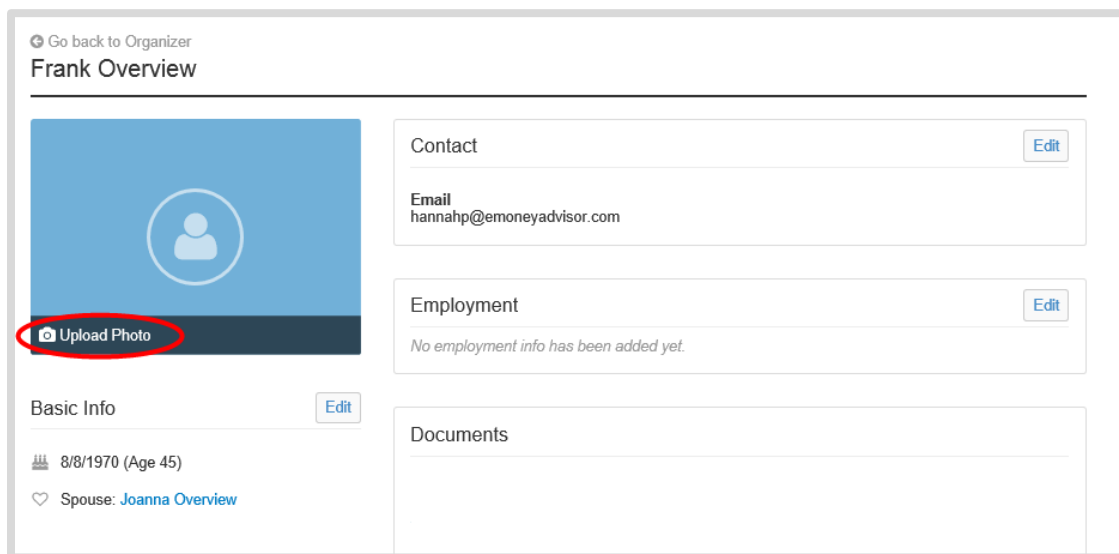 Go back to Organizer
Frank Overview
Upload Photo
Basic Info
Edit
8/8/1970 (Age 45)
Spouse: Joanna Overview
Contact
Edit
Email
hannahp@emoneyadvisor.com
Employment
Edit
No employment info has been added yet.
Documents